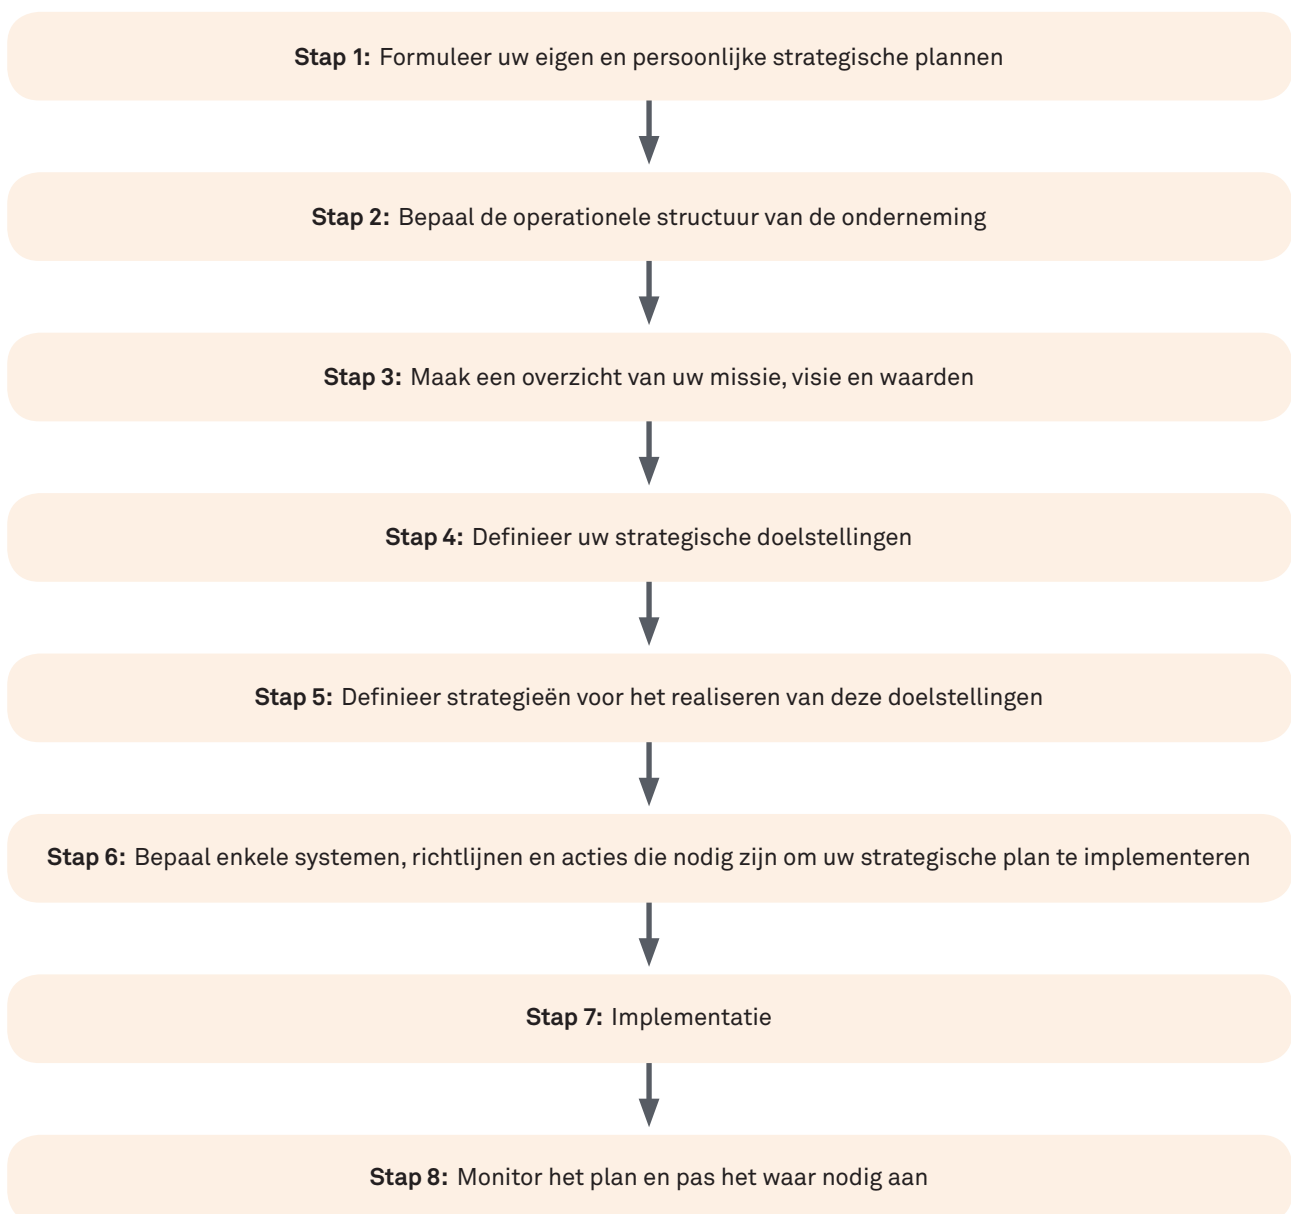 Stap 1: Formuleer uw eigen en persoonlijke strategische plannen
Stap 2: Bepaal de operationele structuur van de onderneming
Stap 3: Maak een overzicht van uw missie, visie en waarden
Stap 4: Definieer uw strategische doelstellingen
Stap 5: Definieer strategieën voor het realiseren van deze doelstellingen
Stap 6: Bepaal enkele systemen, richtlijnen en acties die nodig zijn om uw strategische plan te implementeren
Stap 7: Implementatie
Stap 8: Monitor het plan en pas het waar nodig aan